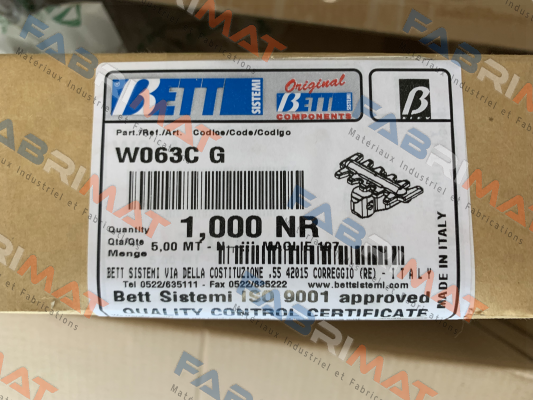 BETT
SISTEMI
Original
BETT
SISTEMI
COMPONENTS
Part./Ref./Art. Codice/Code/Codigo
W063C G
Quantity
Qta/Qte
Menge
1,000 NR
5,00 MT - N MAGLIE 197
BETT SISTEMI VIA DELLA COSTITUZIONE .55 42015 CORREGGIO (RE) - ITALY
Tel 0522/635111 - Fax 0522/635222
www.bettsistemi.com
Bett Sistemi ISO 9001 approved
QUALITY CONTROL CERTIFICATE
MADE IN ITALY
FABRIMAT
Materiaux Industriel et Fabrications